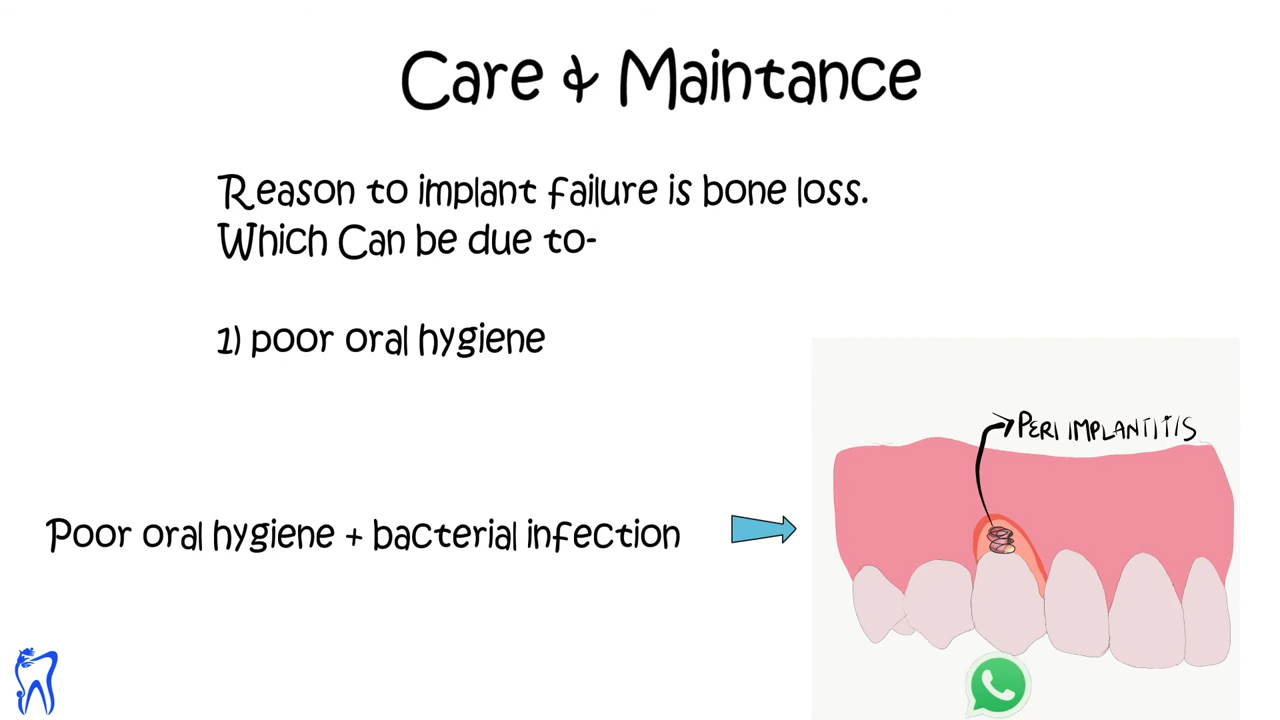 Care & Maintance
Reason to implant failure is bone loss.
Which Can be due to-
1) poor oral hygiene
PERI IMPLANTITIS
Poor oral hygiene + bacterial infection